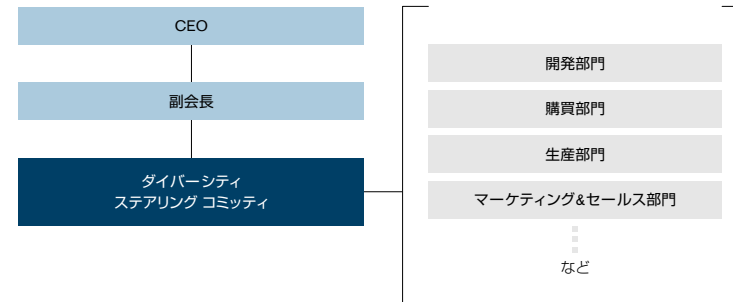 CEO
副会長
ダイバーシティ
ステアリング コミッティ
開発部門
購買部門
生産部門
マーケティング&セールス部門
など